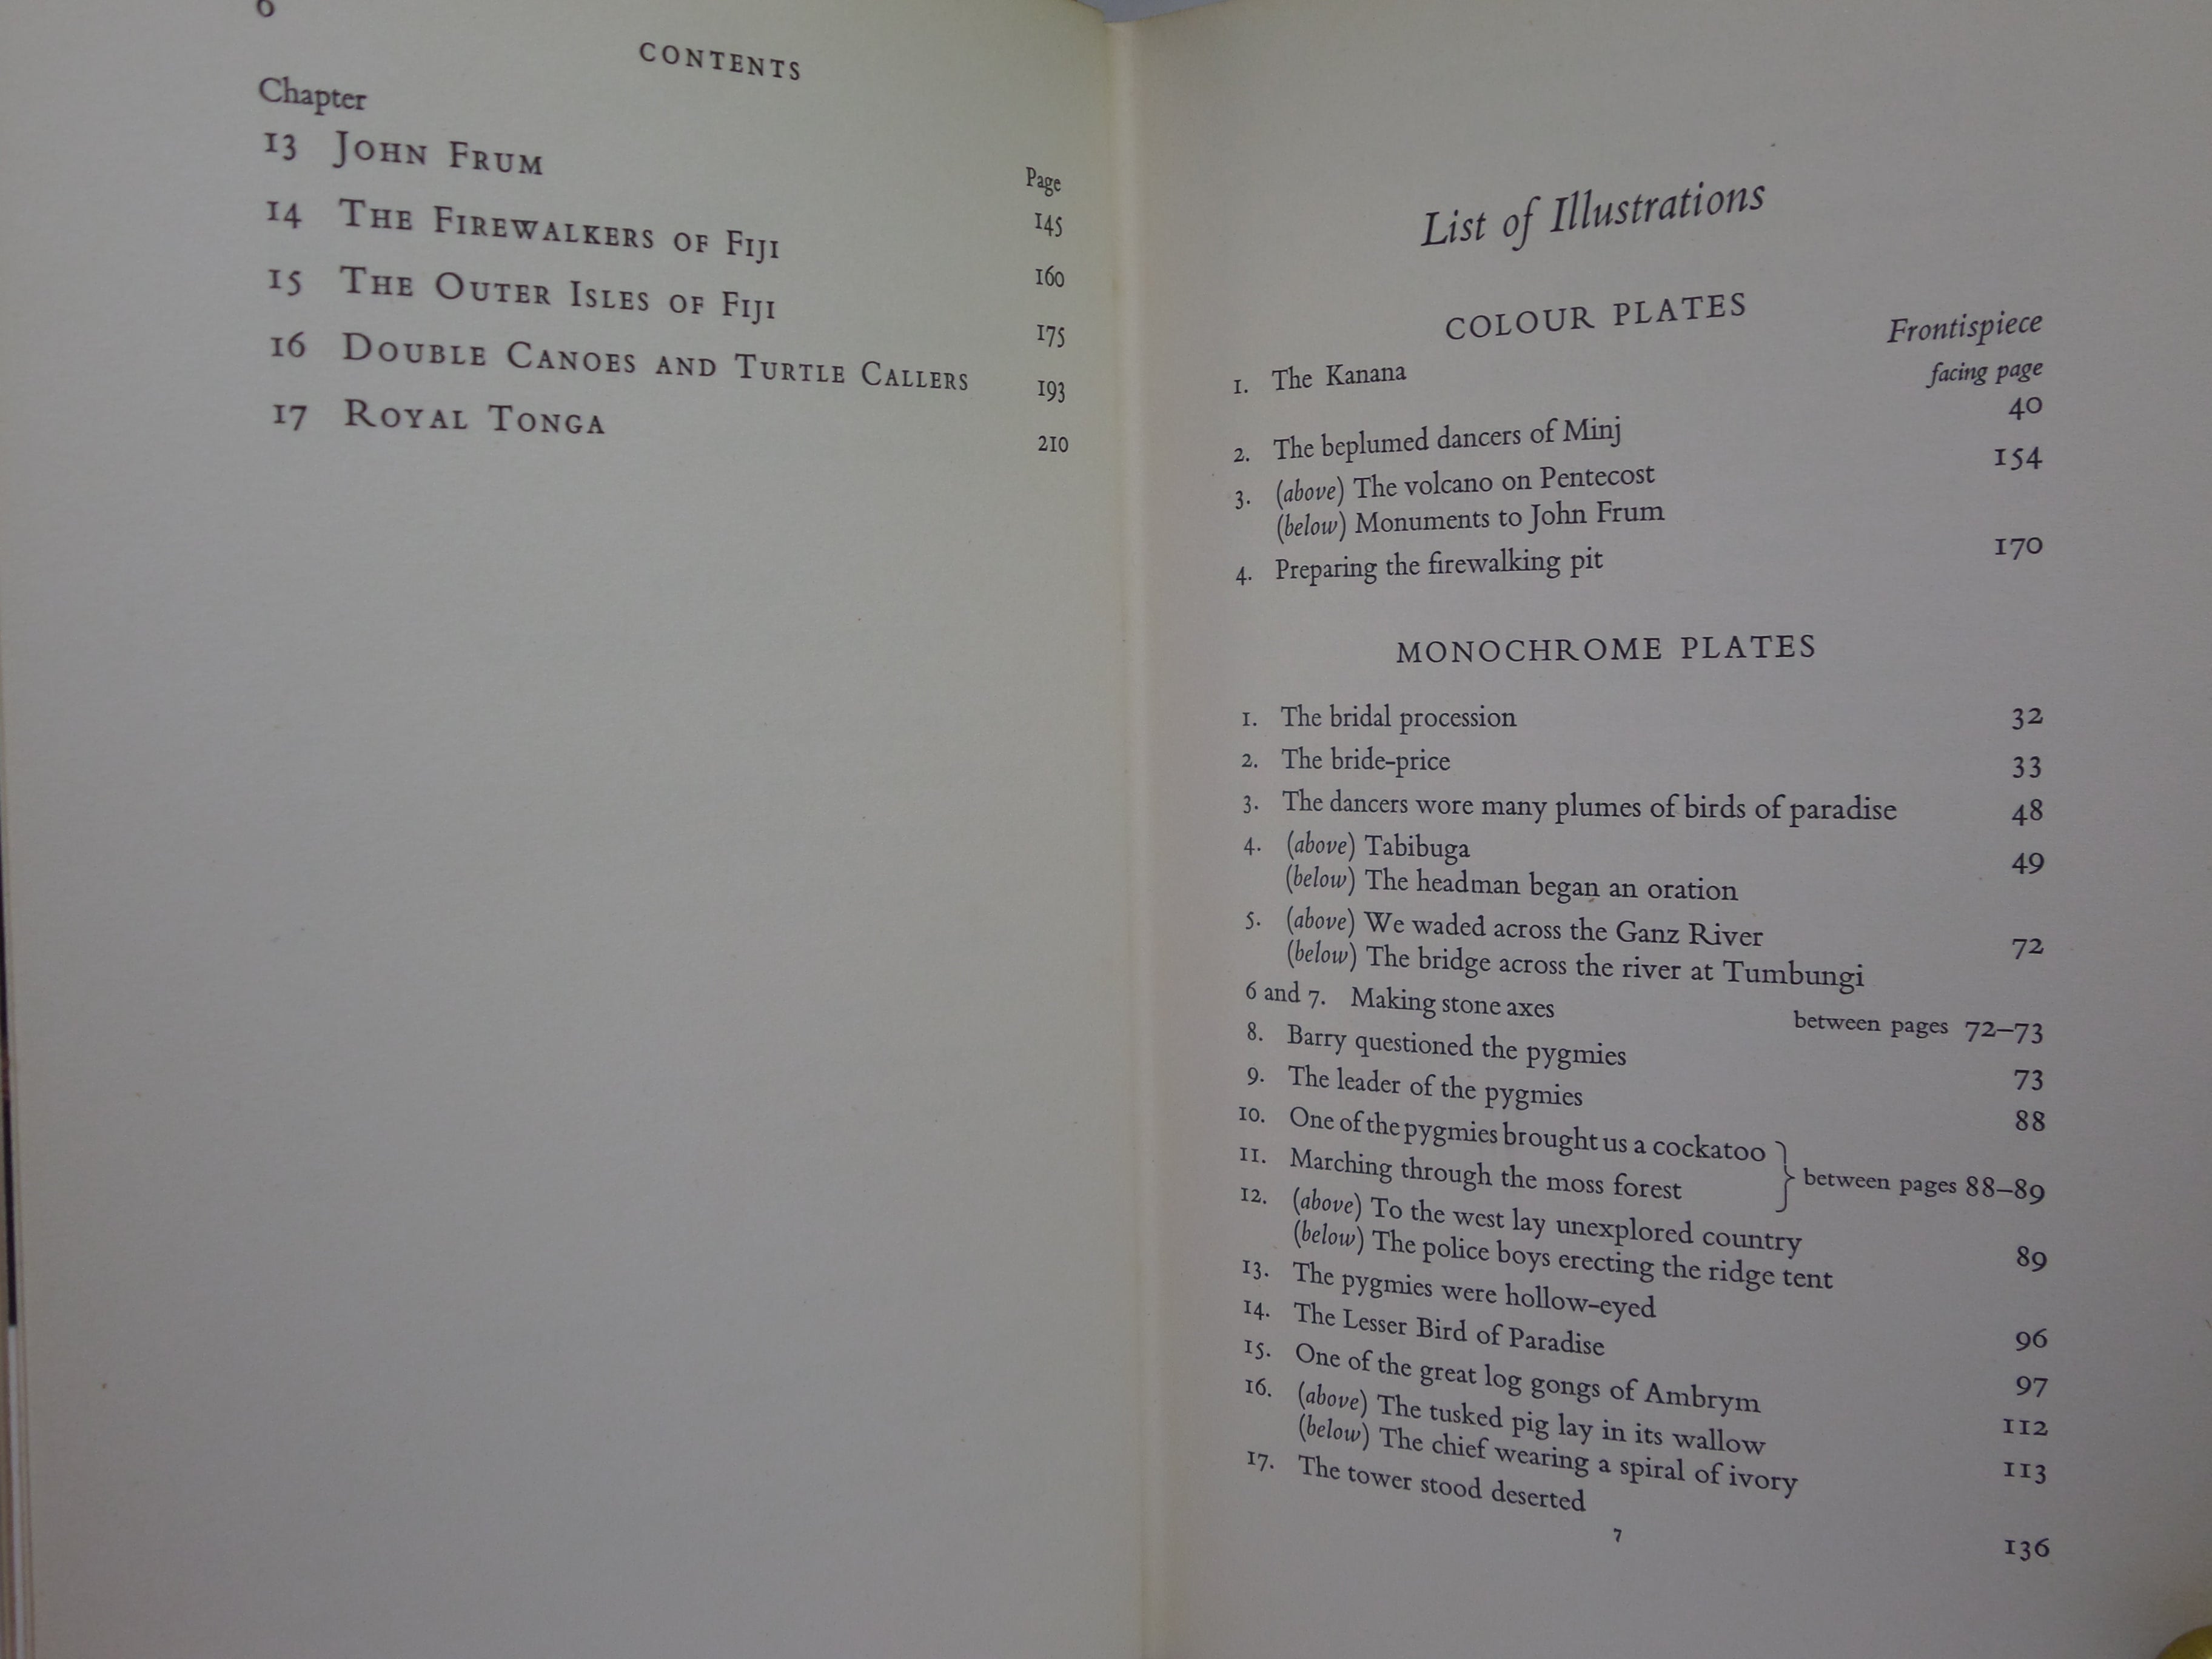 6
CONTENTS
Chapter
Page
13 JOHN FRUM 145
14 THE FIREWALKERS OF FIJI 160
15 THE OUTER ISLES OF FIJI 175
16 DOUBLE CANOES AND TURTLE CALLERS 193
17 ROYAL TONGA 210
List of Illustrations
COLOUR PLATES
1. The Kanana Frontispiece
facing page
2. The beplumed dancers of Minj 40
3. (above) The volcano on Pentecost 154
(below) Monuments to John Frum
4. Preparing the firewalking pit 170
MONOCHROME PLATES
1. The bridal procession 32
2. The bride-price 33
3. The dancers wore many plumes of birds of paradise 48
4. (above) Tabibuga 49
(below) The headman began an oration
5. (above) We waded across the Ganz River 72
(below) The bridge across the river at Tumbungi
6 and 7. Making stone axes between pages 72–73
8. Barry questioned the pygmies 73
9. The leader of the pygmies 88
10. One of the pygmies brought us a cockatoo
11. Marching through the moss forest } between pages 88–89
12. (above) To the west lay unexplored country 89
(below) The police boys erecting the ridge tent
13. The pygmies were hollow-eyed 96
14. The Lesser Bird of Paradise 97
15. One of the great log gongs of Ambrym 112
16. (above) The tusked pig lay in its wallow 113
(below) The chief wearing a spiral of ivory
17. The tower stood deserted 136
7